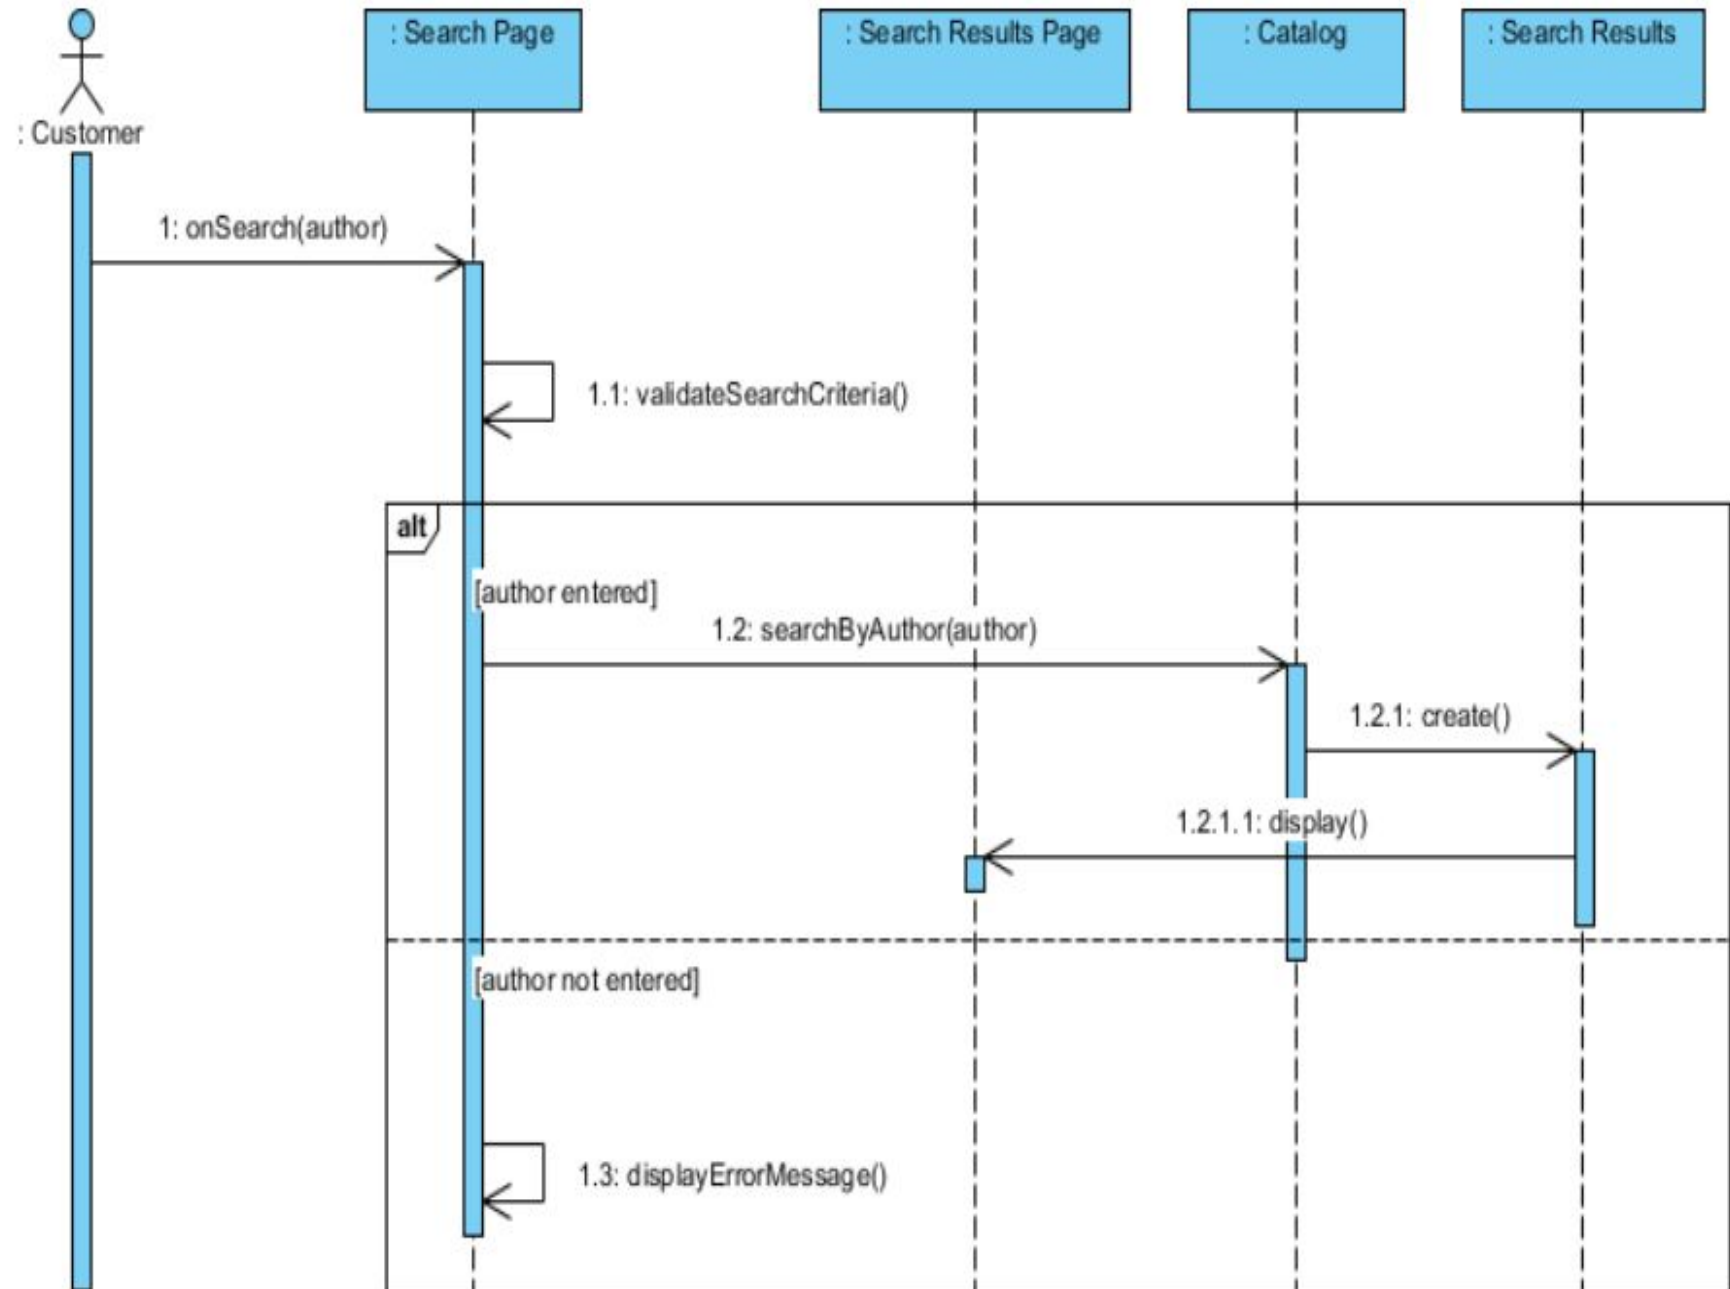 : Search Page
: Search Results Page
: Catalog
: Search Results
: Customer
1: onSearch(author)
1.1: validateSearchCriteria()
alt
[author entered]
1.2: searchByAuthor(author)
1.2.1: create()
1.2.1.1: display()
[author not entered]
1.3: displayErrorMessage()